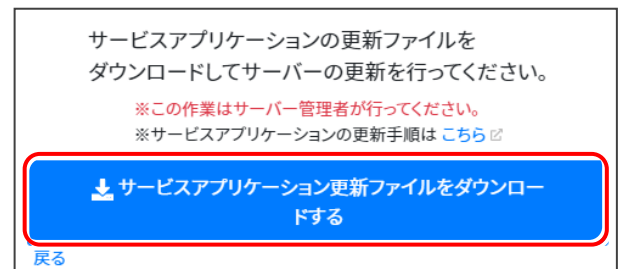 サービスアプリケーションの更新ファイルを
ダウンロードしてサーバーの更新を行ってください。
※この作業はサーバー管理者が行ってください。
※サービスアプリケーションの更新手順は こちら
サービスアプリケーション更新ファイルをダウンロー
ドする
戻る